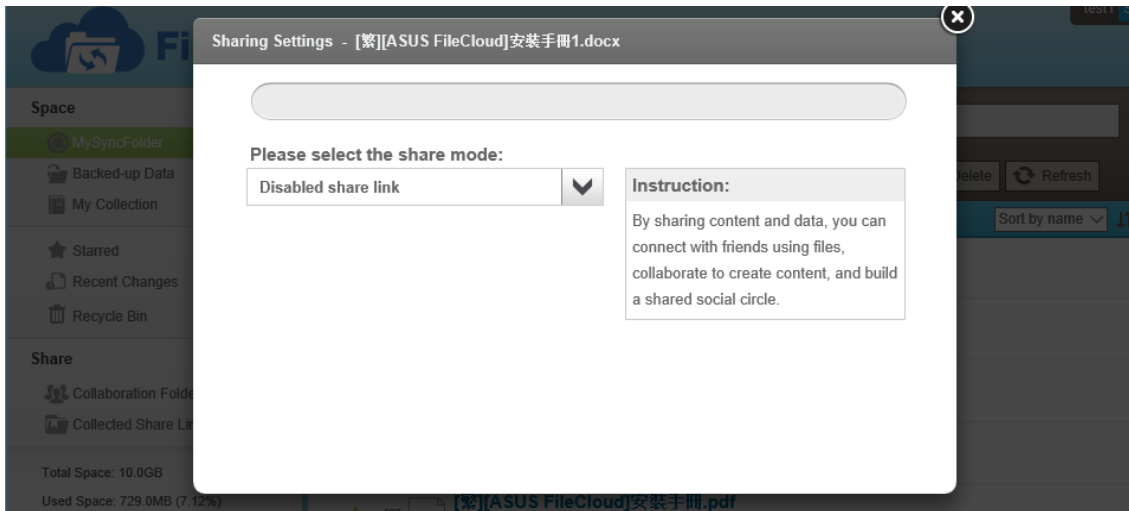 test1
Fi
Sharing Settings - [繁][ASUS FileCloud]安裝手冊1.docx
Space
MySyncFolder
Backed-up Data
My Collection
Starred
Recent Changes
Recycle Bin
Share
Collaboration Folde
Collected Share Lin
Total Space: 10.0GB
Used Space: 729.0MB (7.12%)
Please select the share mode:
Disabled share link
Instruction:
By sharing content and data, you can
connect with friends using files,
collaborate to create content, and build
a shared social circle.
Delete
Refresh
Sort by name
[繁][ASUS FileCloud]安裝手冊.pdf